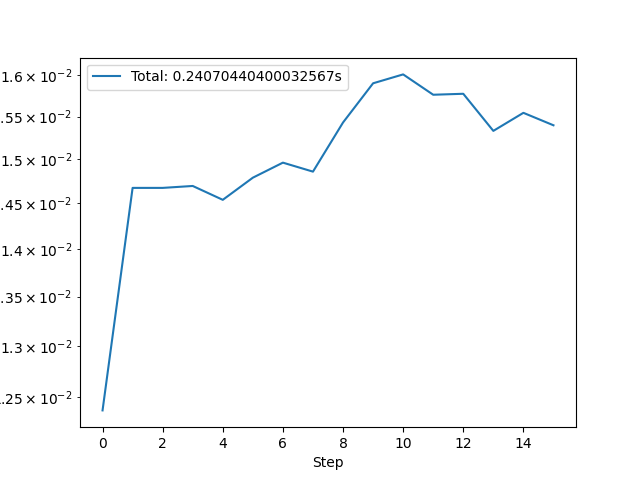 Total: 0.24070440400032567s
1.6 × 10⁻²
.55 × 10⁻²
1.5 × 10⁻²
.45 × 10⁻²
1.4 × 10⁻²
.35 × 10⁻²
1.3 × 10⁻²
.25 × 10⁻²
0 2 4 6 8 10 12 14
Step